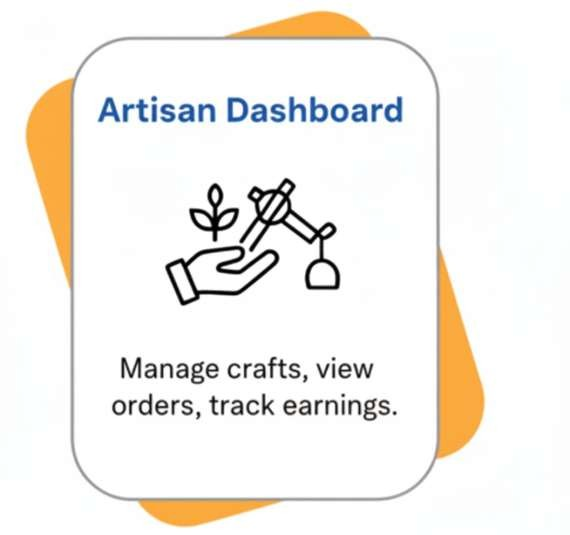 Artisan Dashboard
Manage crafts, view
orders, track earnings.